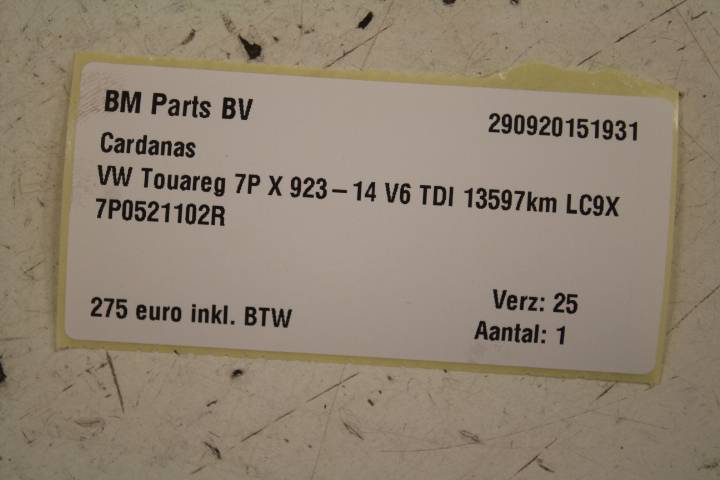 BM Parts BV
290920151931
Cardanas
VW Touareg 7P X 923-14 V6 TDI 13597km LC9X
7P0521102R
Verz: 25
275 euro inkl. BTW
Aantal: 1